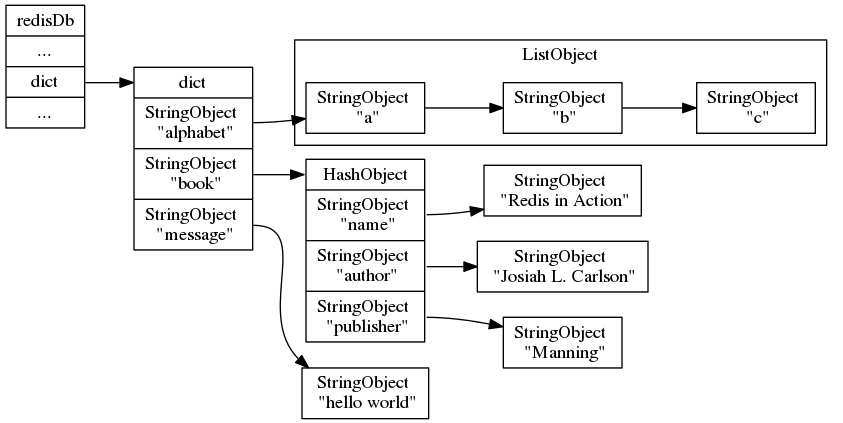 redisDb
...
dict
...
dict
StringObject
"alphabet"
StringObject
"book"
StringObject
"message"
ListObject
StringObject
"a"
StringObject
"b"
StringObject
"c"
HashObject
StringObject
"name"
StringObject
"author"
StringObject
"publisher"
StringObject
"Redis in Action"
StringObject
"Josiah L. Carlson"
StringObject
"Manning"
StringObject
"hello world"